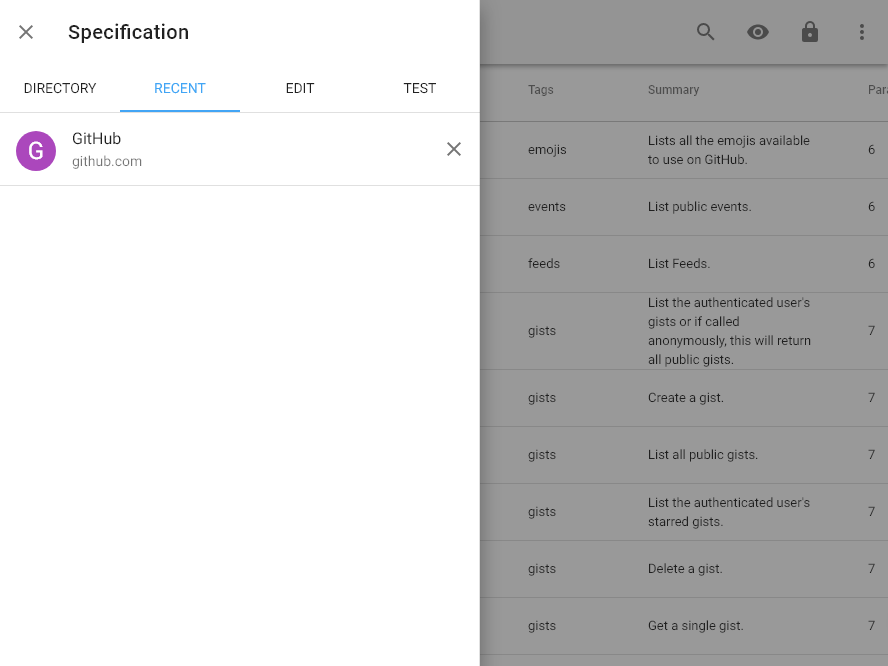 Specification
DIRECTORY
RECENT
EDIT
TEST
G
GitHub
github.com
Tags
Summary
emojis
Lists all the emojis available
to use on GitHub.
6
events
List public events.
6
feeds
List Feeds.
6
gists
List the authenticated user's
gists or if called
anonymously, this will return
all public gists.
7
gists
Create a gist.
7
gists
List all public gists.
7
gists
List the authenticated user's
starred gists.
7
gists
Delete a gist.
7
gists
Get a single gist.
7